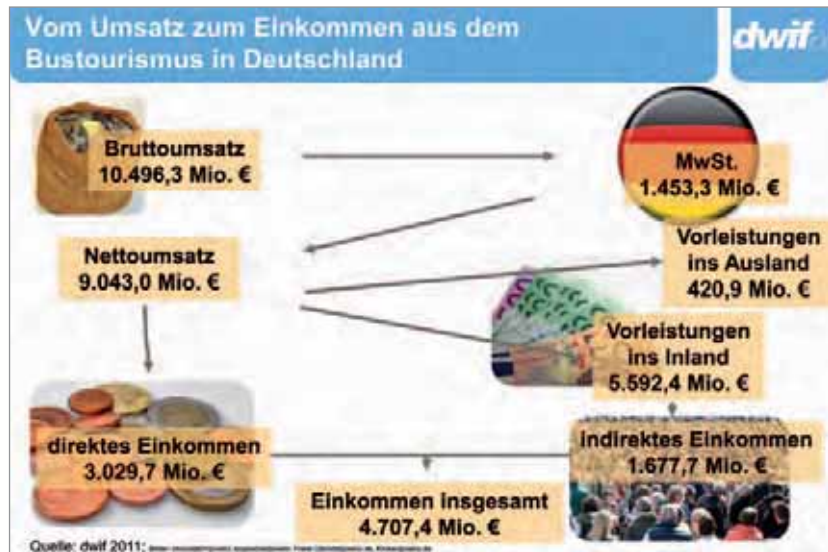 Vom Umsatz zum Einkommen aus dem
Bustourismus in Deutschland
dwif
Bruttoumsatz
10.496,3 Mio. €
MwSt.
1.453,3 Mio. €
Nettoumsatz
9.043,0 Mio. €
Vorleistungen
ins Ausland
420,9 Mio. €
Vorleistungen
ins Inland
5.592,4 Mio. €
direktes Einkommen
3.029,7 Mio. €
indirektes Einkommen
1.677,7 Mio. €
Einkommen insgesamt
4.707,4 Mio. €
Quelle: dwif 2011;